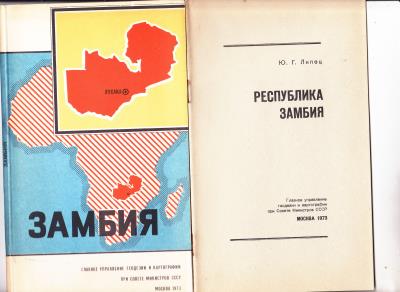 ЛУСАКА
ЗАМБИЯ
ЗАМБИЯ
ГЛАВНОЕ УПРАВЛЕНИЕ ГЕОДЕЗИИ И КАРТОГРАФИИ
ПРИ СОВЕТЕ МИНИСТРОВ СССР
МОСКВА 1973
Ю. Г. Липец
РЕСПУБЛИКА
ЗАМБИЯ
Главное управление
геодезии и картографии
при Совете Министров СССР
МОСКВА 1973